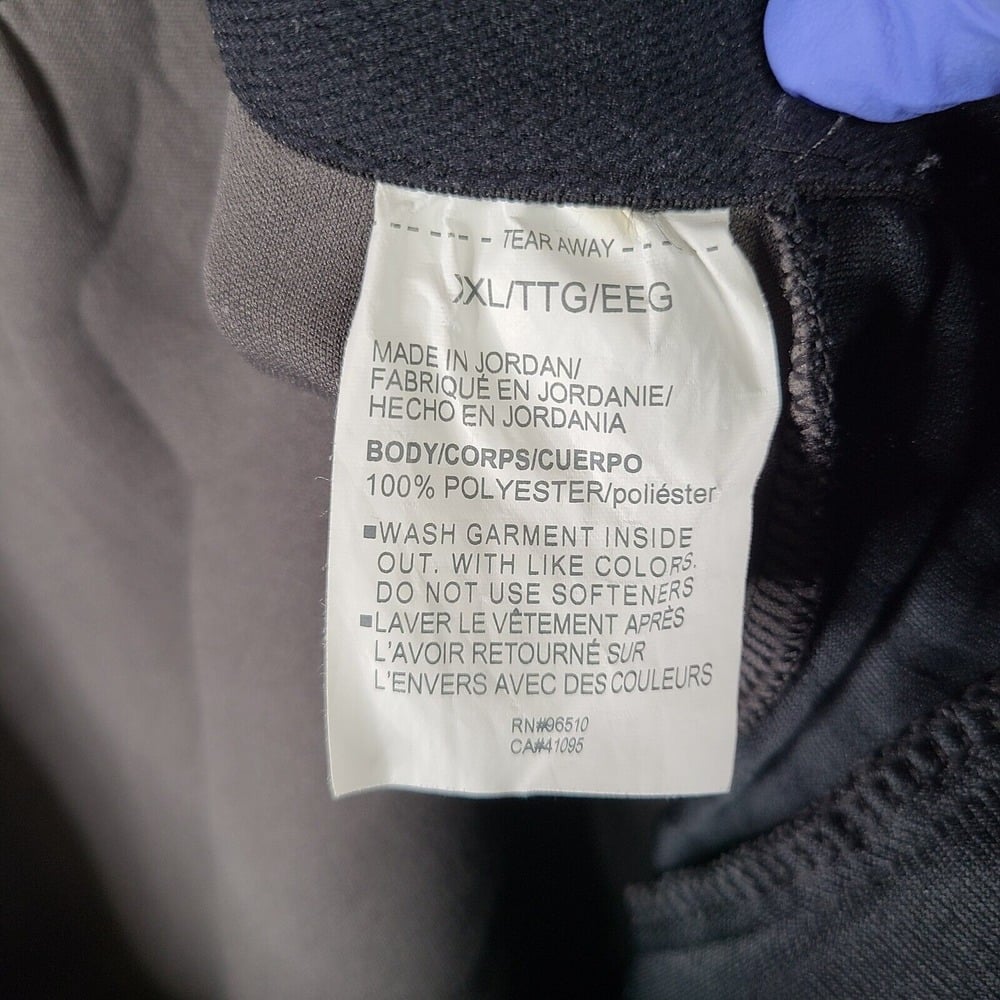 - - - - - - TEAR AWAY - - - - - -
XXL/TTG/EEG
MADE IN JORDAN/
FABRIQUÉ EN JORDANIE/
HECHO EN JORDANIA
BODY/CORPS/CUERPO
100% POLYESTER/poliéster
■WASH GARMENT INSIDE
OUT. WITH LIKE COLORS.
DO NOT USE SOFTENERS
■LAVER LE VÊTEMENT APRÈS
L'AVOIR RETOURNÉ SUR
L'ENVERS AVEC DES COULEURS
RN#96510
CA#41095